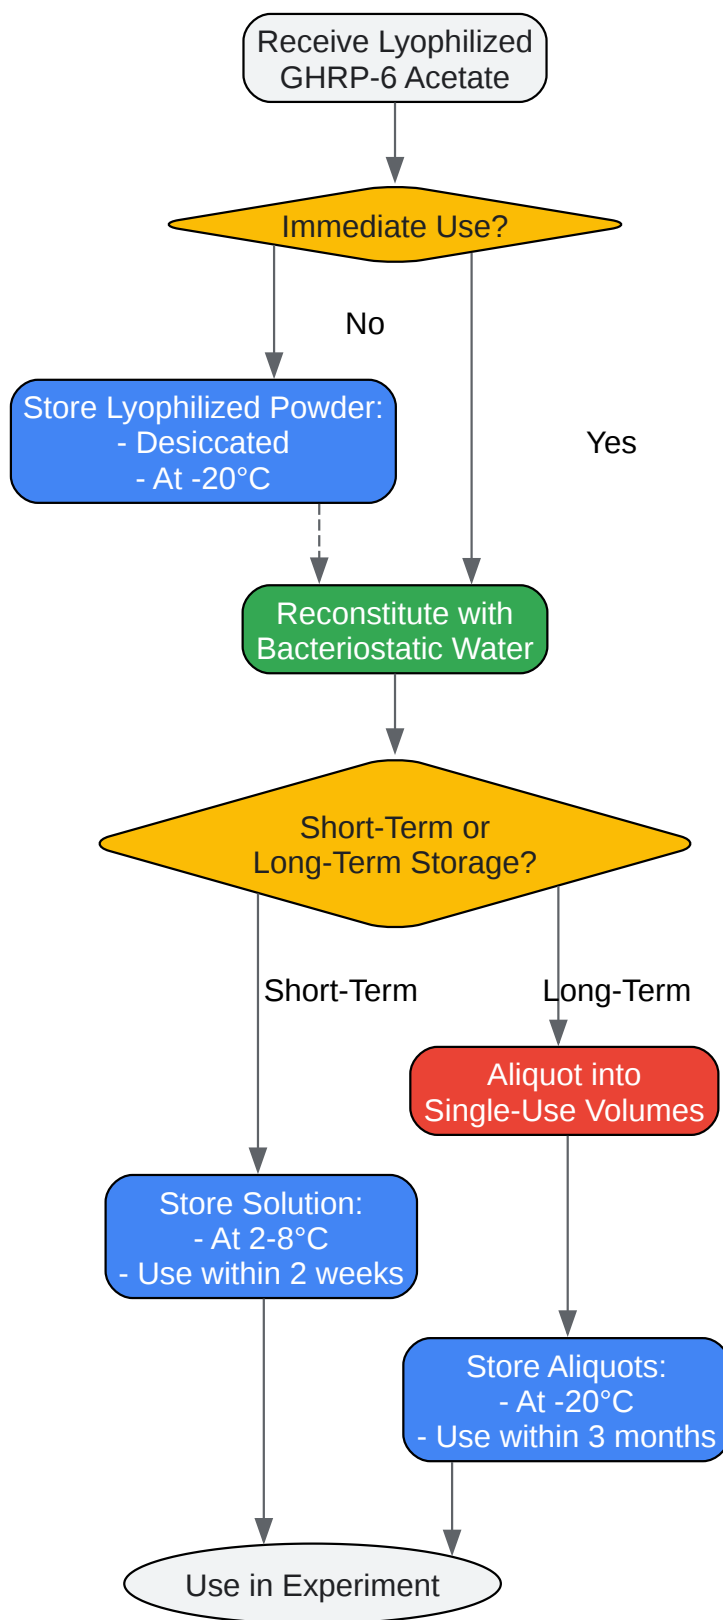 Receive Lyophilized
GHRP-6 Acetate
Immediate Use?
No
Yes
Store Lyophilized Powder:
- Desiccated
- At -20°C
Reconstitute with
Bacteriostatic Water
Short-Term or
Long-Term Storage?
Short-Term
Long-Term
Aliquot into
Single-Use Volumes
Store Solution:
- At 2-8°C
- Use within 2 weeks
Store Aliquots:
- At -20°C
- Use within 3 months
Use in Experiment